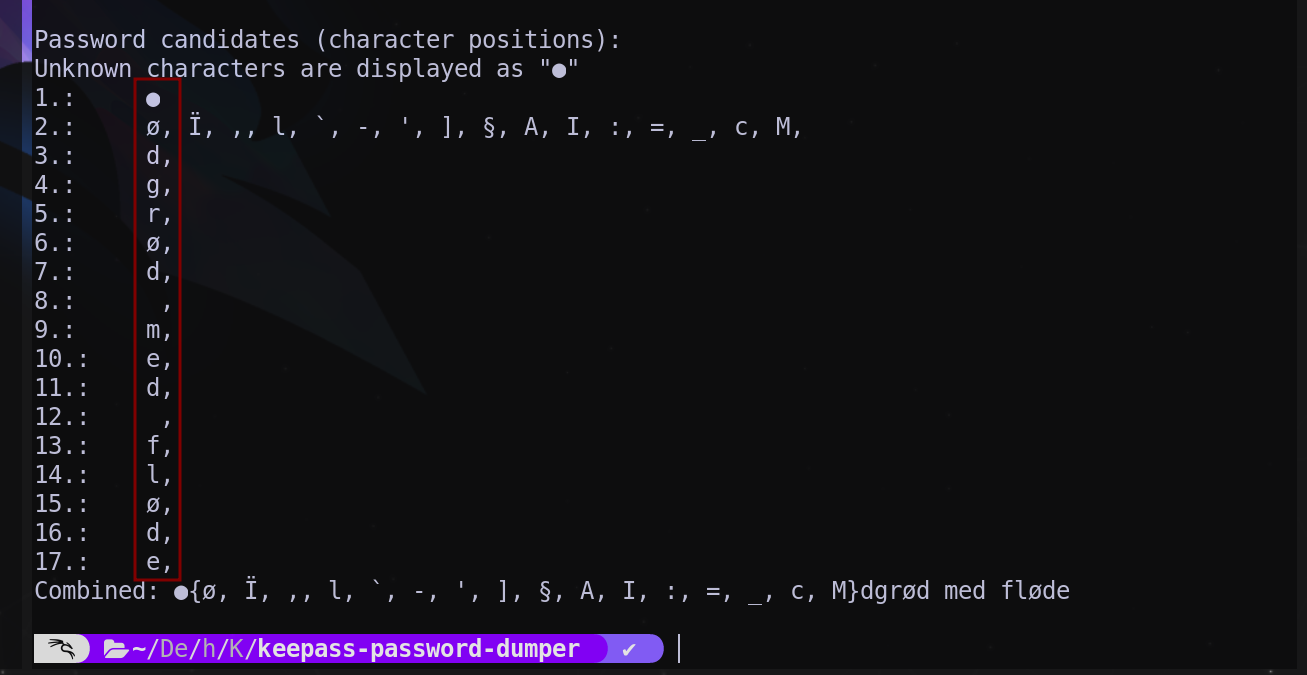 Password candidates (character positions):
Unknown characters are displayed as "●"
1.: ●
2.: ø, Ï, ,, l, `, -, ', ], §, A, I, :, =, _, c, M,
3.: d,
4.: g,
5.: r,
6.: ø,
7.: d,
8.:  ,
9.: m,
10.: e,
11.: d,
12.:  ,
13.: f,
14.: l,
15.: ø,
16.: d,
17.: e,
Combined: ●{ø, Ï, ,, l, `, -, ', ], §, A, I, :, =, _, c, M}dgrød med fløde
~/De/h/K/keepass-password-dumper ✔